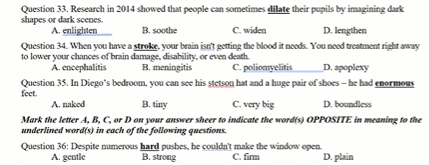 Question 33. Research in 2014 showed that people can sometimes dilate their pupils by imagining dark
shapes or dark scenes.
A. enlighten B. soothe C. widen D. lengthen
Question 34. When you have a stroke, your brain isn't getting the blood it needs. You need treatment right away
to lower your chances of brain damage, disability, or even death.
A. encephalitis B. meningitis C. poliomyelitis D. apoplexy
Question 35. In Diego's bedroom, you can see his stetson hat and a huge pair of shoes – he had enormous
feet.
A. naked B. tiny C. very big D. boundless
Mark the letter A, B, C, or D on your answer sheer to indicate the word(s) OPPOSITE in meaning to the
underlined word(s) in each of the following questions.
Question 36: Despite numerous hard pushes, he couldn't make the window open.
A. gentle B. strong C. firm D. plain